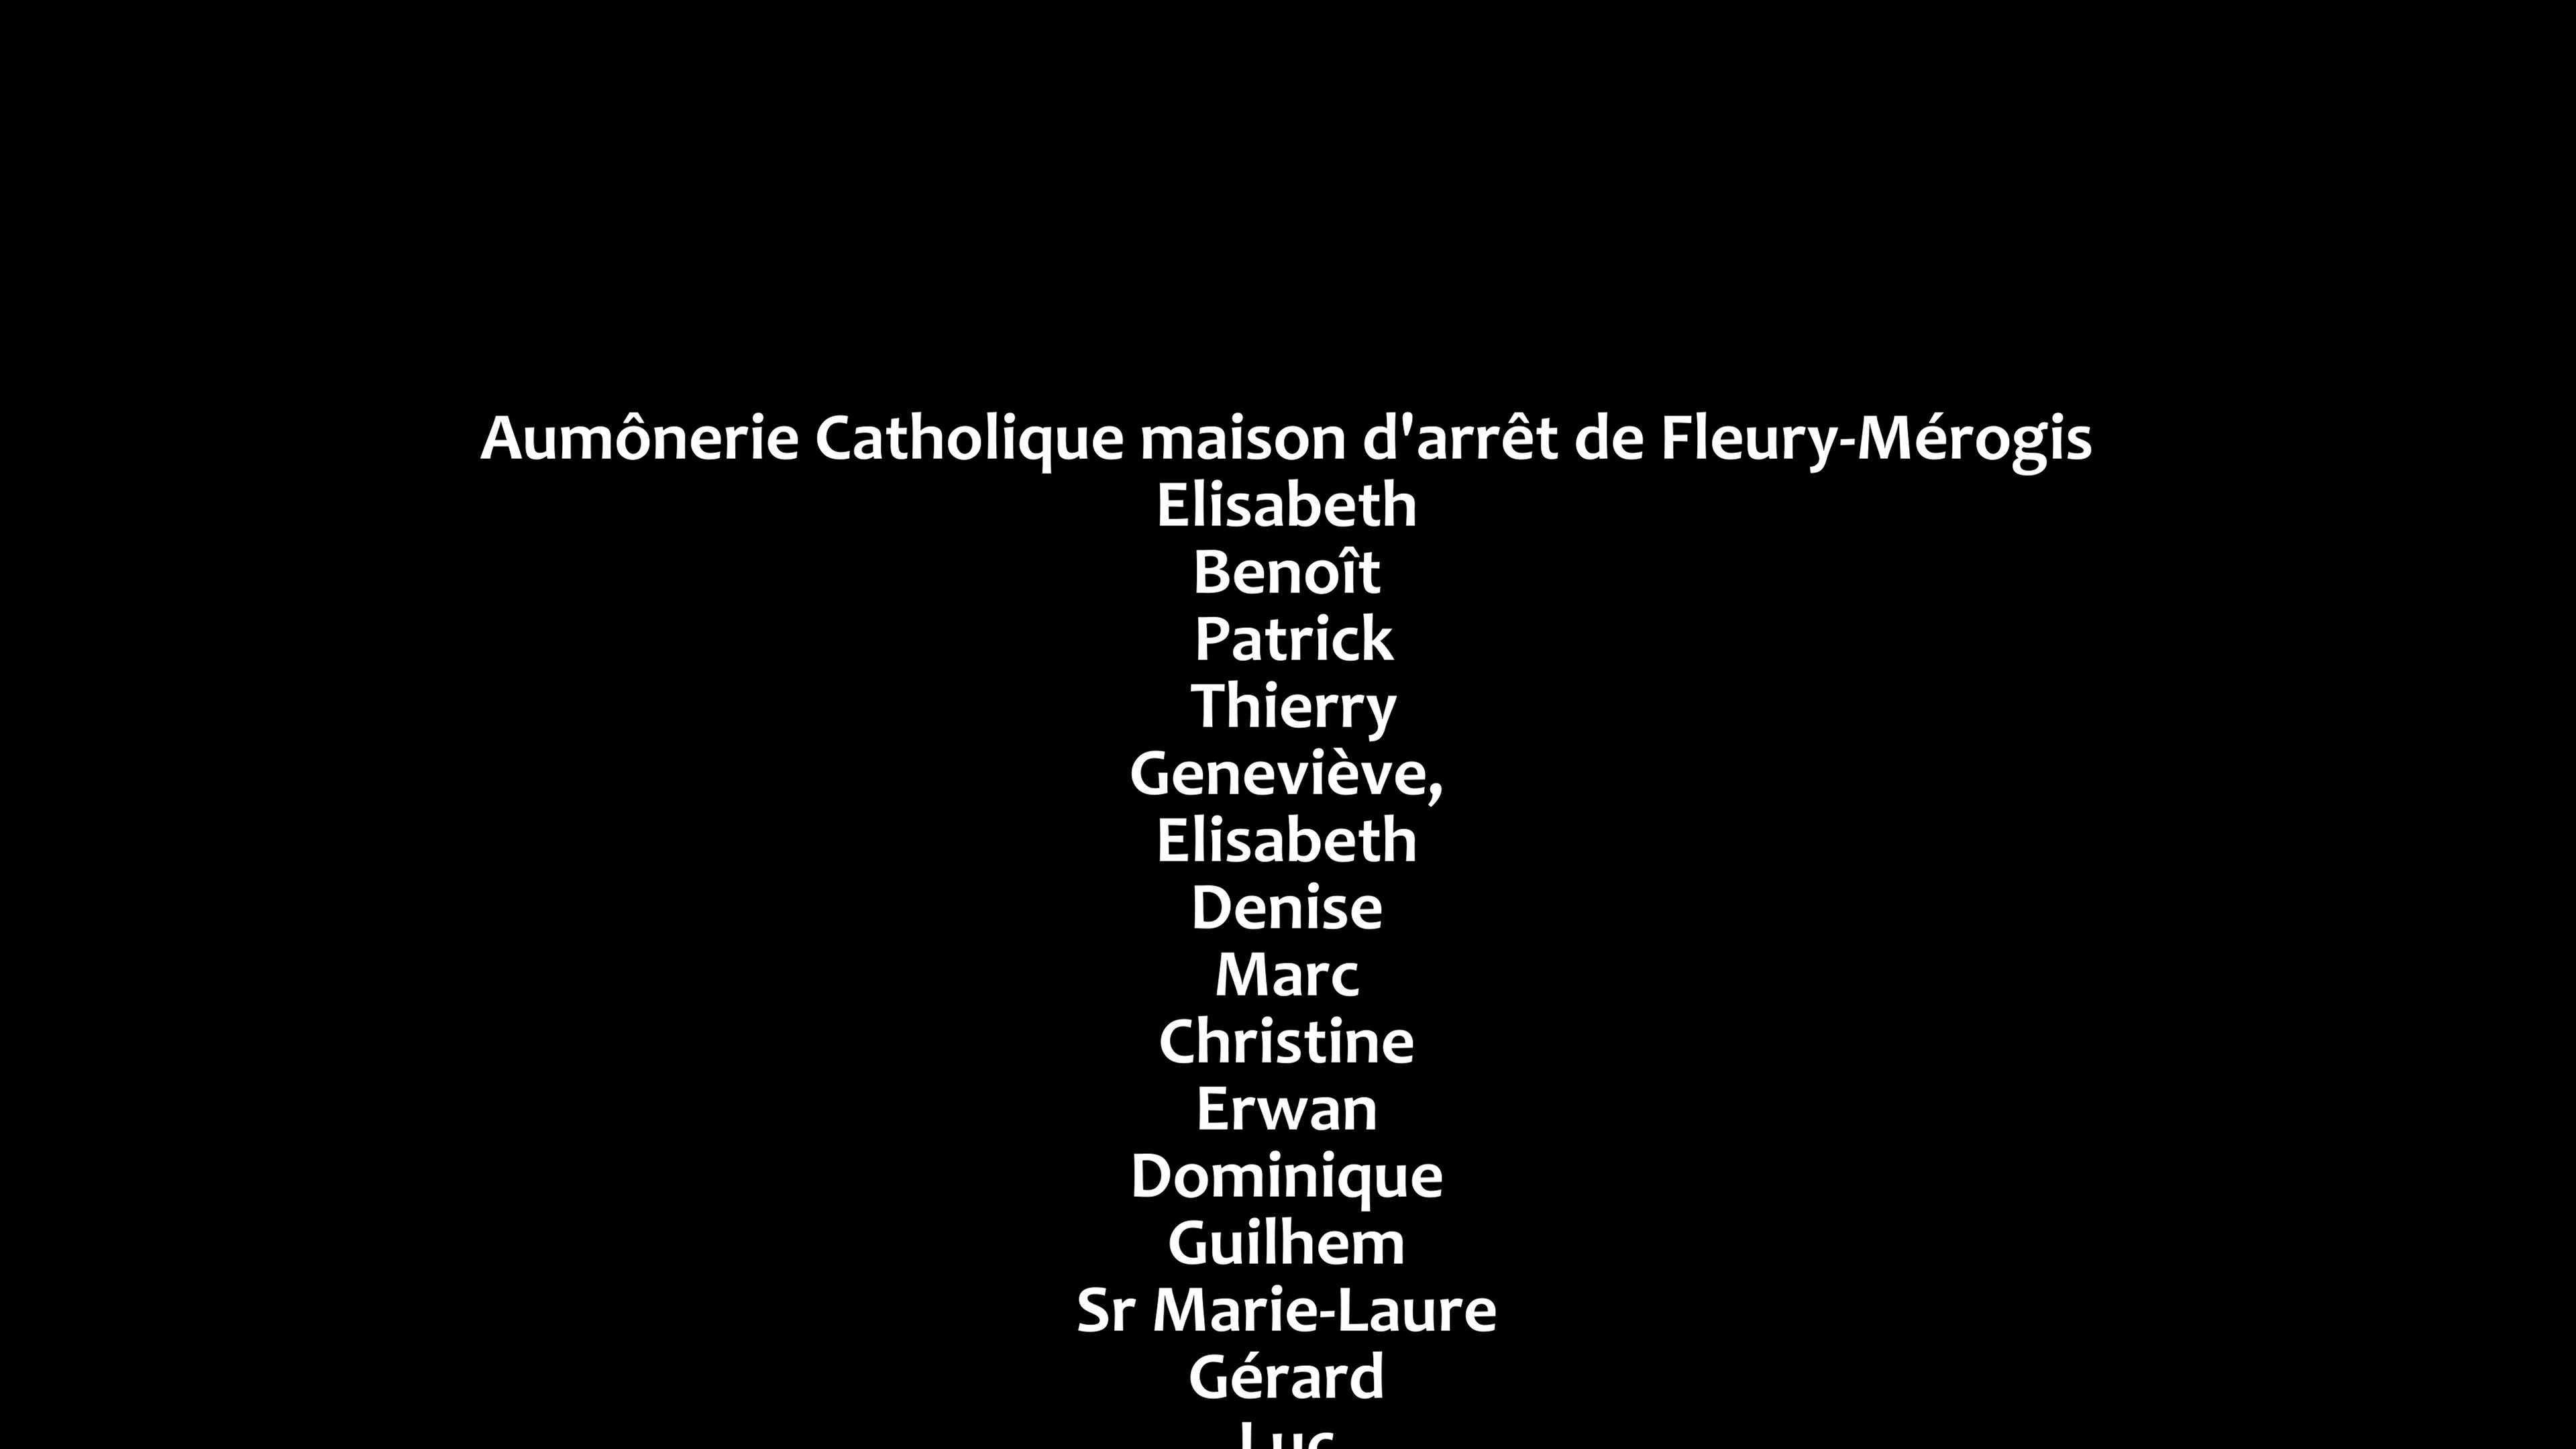 Aumônerie Catholique maison d'arrêt de Fleury-Mérogis
Elisabeth
Benoît
Patrick
Thierry
Geneviève,
Elisabeth
Denise
Marc
Christine
Erwan
Dominique
Guilhem
Sr Marie-Laure
Gérard
Luc